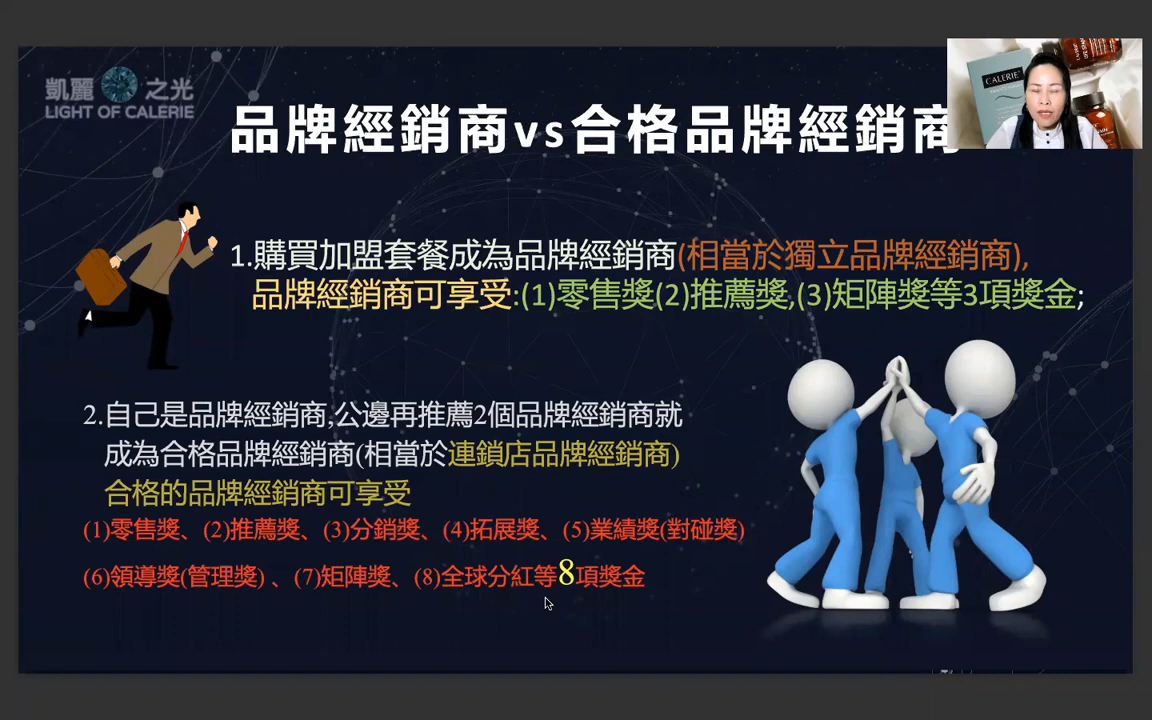 凱麗之光
LIGHT OF CALERIE
品牌經銷商vs合格品牌經銷商
CALERIE
1.購買加盟套餐成為品牌經銷商(相當於獨立品牌經銷商),
品牌經銷商可享受:(1)零售獎(2)推薦獎,(3)矩陣獎等3項獎金;
2.自己是品牌經銷商,公邊再推薦2個品牌經銷商就
成為合格品牌經銷商(相當於連鎖店品牌經銷商)
合格的品牌經銷商可享受
(1)零售獎、(2)推薦獎、(3)分銷獎、(4)拓展獎、(5)業績獎(對碰獎)
(6)領導獎(管理獎) 、(7)矩陣獎、(8)全球分紅等8項獎金